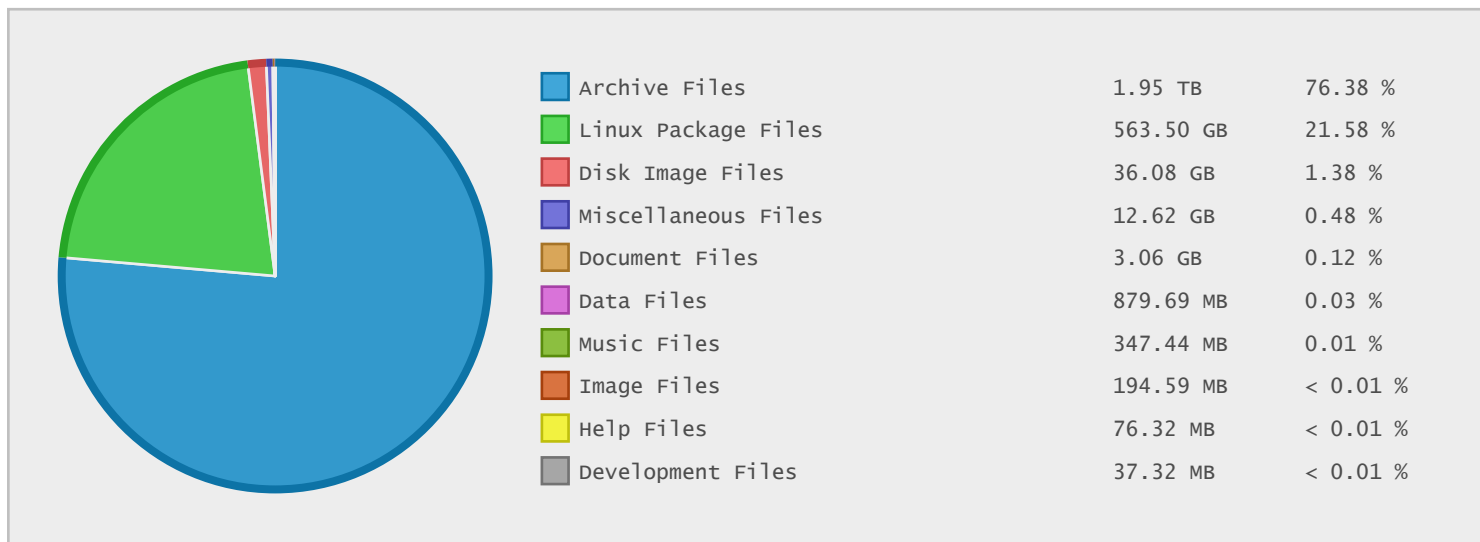 Archive Files 1.95 TB 76.38 %
Linux Package Files 563.50 GB 21.58 %
Disk Image Files 36.08 GB 1.38 %
Miscellaneous Files 12.62 GB 0.48 %
Document Files 3.06 GB 0.12 %
Data Files 879.69 MB 0.03 %
Music Files 347.44 MB 0.01 %
Image Files 194.59 MB < 0.01 %
Help Files 76.32 MB < 0.01 %
Development Files 37.32 MB < 0.01 %